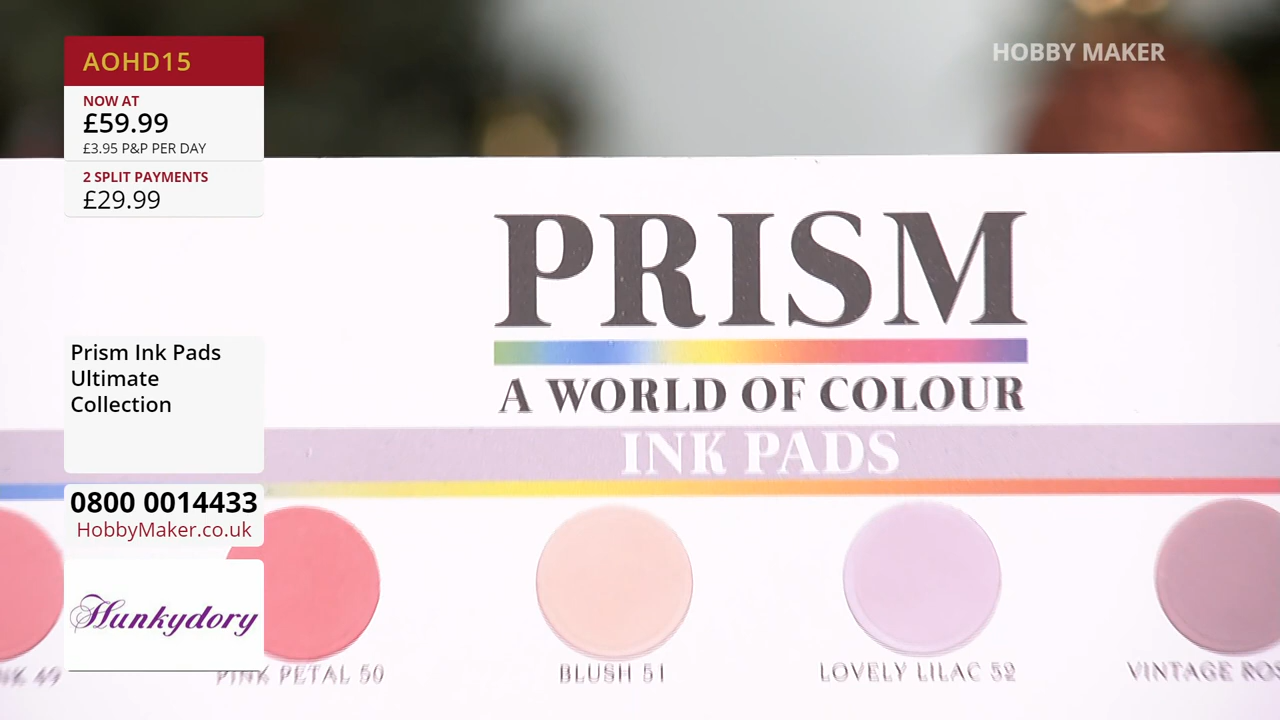 AOHD15
NOW AT
£59.99
£3.95 P&P PER DAY
2 SPLIT PAYMENTS
£29.99
Prism Ink Pads
Ultimate
Collection
0800 0014433
HobbyMaker.co.uk
Hunkydory
HOBBY MAKER
PRISM
A WORLD OF COLOUR
INK PADS
49
PINK PETAL 50
BLUSH 51
LOVELY LILAC 52
VINTAGE